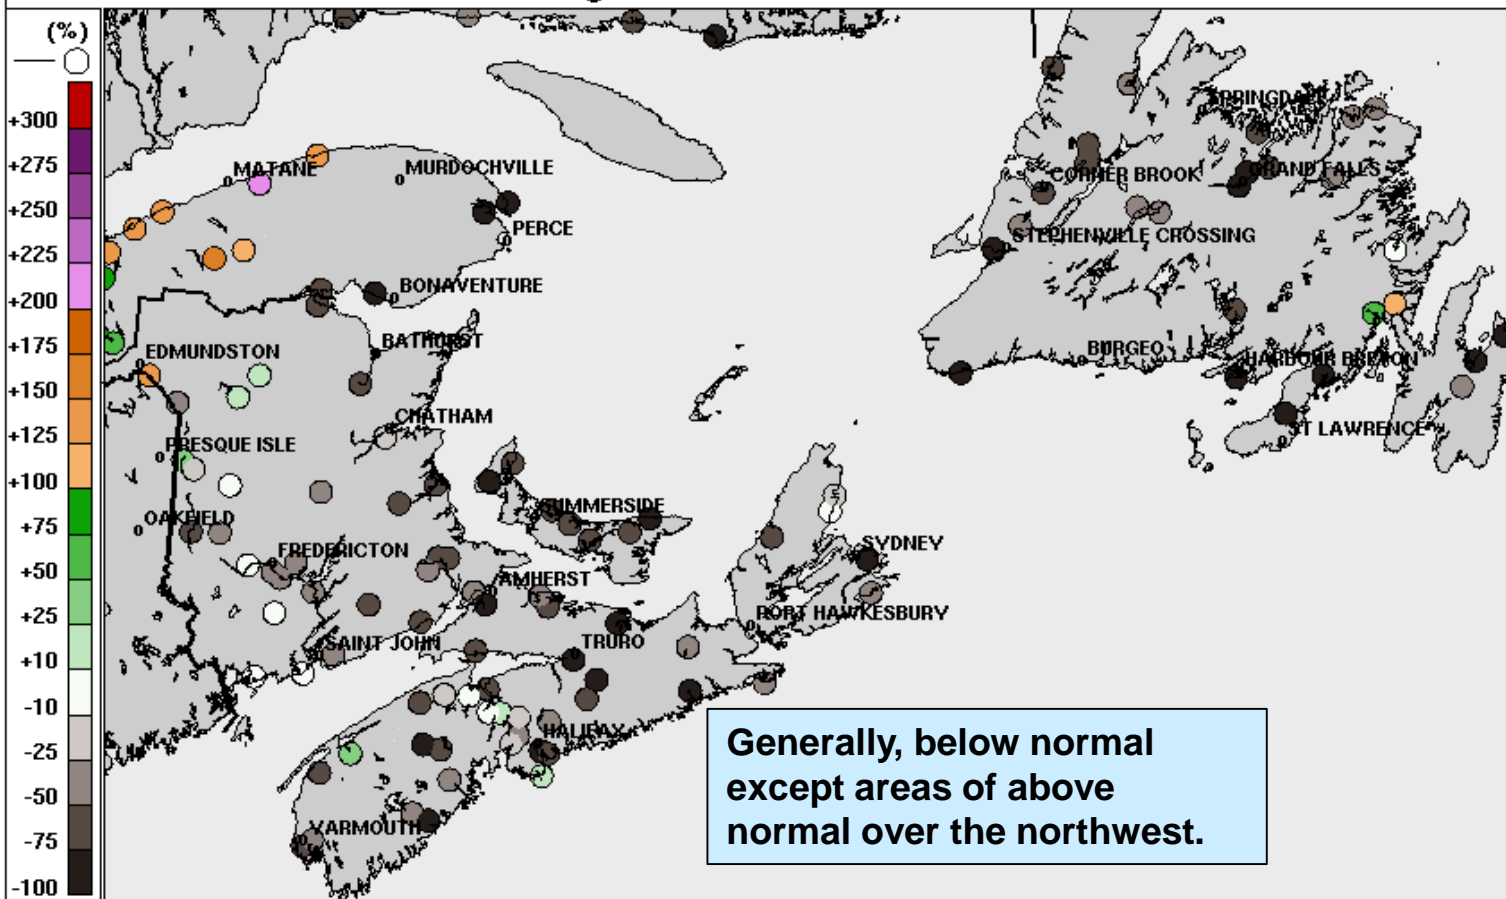 (%)
+300
+275
+250
+225
+200
+175
+150
+125
+100
+75
+50
+25
+10
-10
-25
-50
-75
-100
SPRINGDALE
MATANE
MURDOCHVILLE
CORNER BROOK
GRAND FALLS
PERCE
STEPHENVILLE CROSSING
BONAVENTURE
BATHURST
EDMUNDSTON
BURGEO
HARBOUR BRETON
CHATHAM
ST LAWRENCE
PRESQUE ISLE
SUMMERSIDE
OAKFIELD
FREDERICTON
SYDNEY
AMHERST
PORT HAWKESBURY
SAINT JOHN
TRURO
HALIFAX
YARMOUTH
Generally, below normal
except areas of above
normal over the northwest.